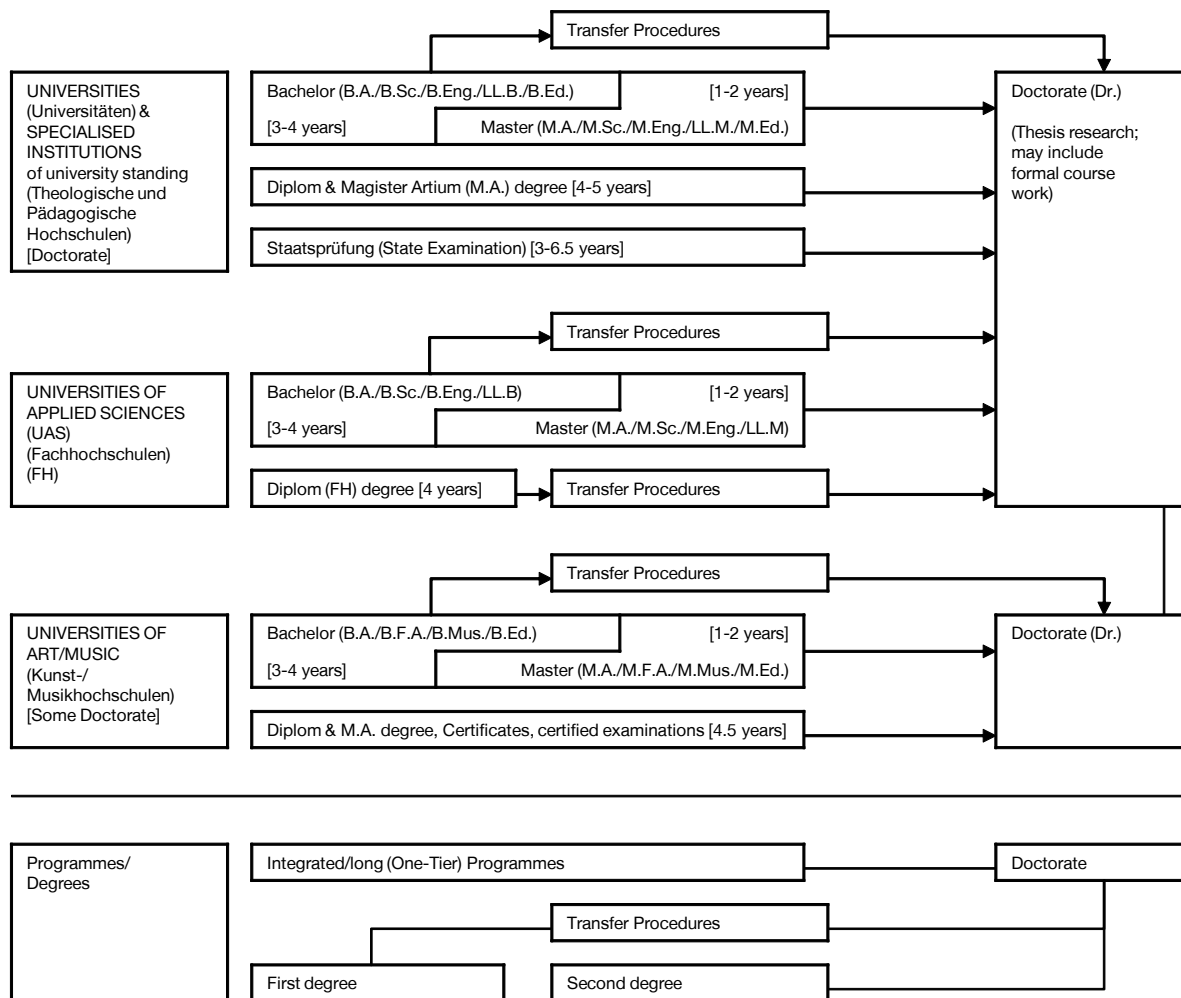 Transfer Procedures
UNIVERSITIES
(Universitäten) &
SPECIALISED
INSTITUTIONS
of university standing
(Theologische und
Pädagogische
Hochschulen)
[Doctorate]
Bachelor (B.A./B.Sc./B.Eng./LL.B./B.Ed.)
[1-2 years]
[3-4 years]
Master (M.A./M.Sc./M.Eng./LL.M./M.Ed.)
Diplom & Magister Artium (M.A.) degree [4-5 years]
Staatsprüfung (State Examination) [3-6.5 years]
Doctorate (Dr.)
(Thesis research;
may include
formal course
work)
Transfer Procedures
UNIVERSITIES OF
APPLIED SCIENCES
(UAS)
(Fachhochschulen)
(FH)
Bachelor (B.A./B.Sc./B.Eng./LL.B)
[1-2 years]
[3-4 years]
Master (M.A./M.Sc./M.Eng./LL.M)
Diplom (FH) degree [4 years]
Transfer Procedures
Transfer Procedures
UNIVERSITIES OF
ART/MUSIC
(Kunst-/
Musikhochschulen)
[Some Doctorate]
Bachelor (B.A./B.F.A./B.Mus./B.Ed.)
[1-2 years]
[3-4 years]
Master (M.A./M.F.A./M.Mus./M.Ed.)
Diplom & M.A. degree, Certificates, certified examinations [4.5 years]
Doctorate (Dr.)
Programmes/
Degrees
Integrated/long (One-Tier) Programmes
Doctorate
Transfer Procedures
First degree
Second degree